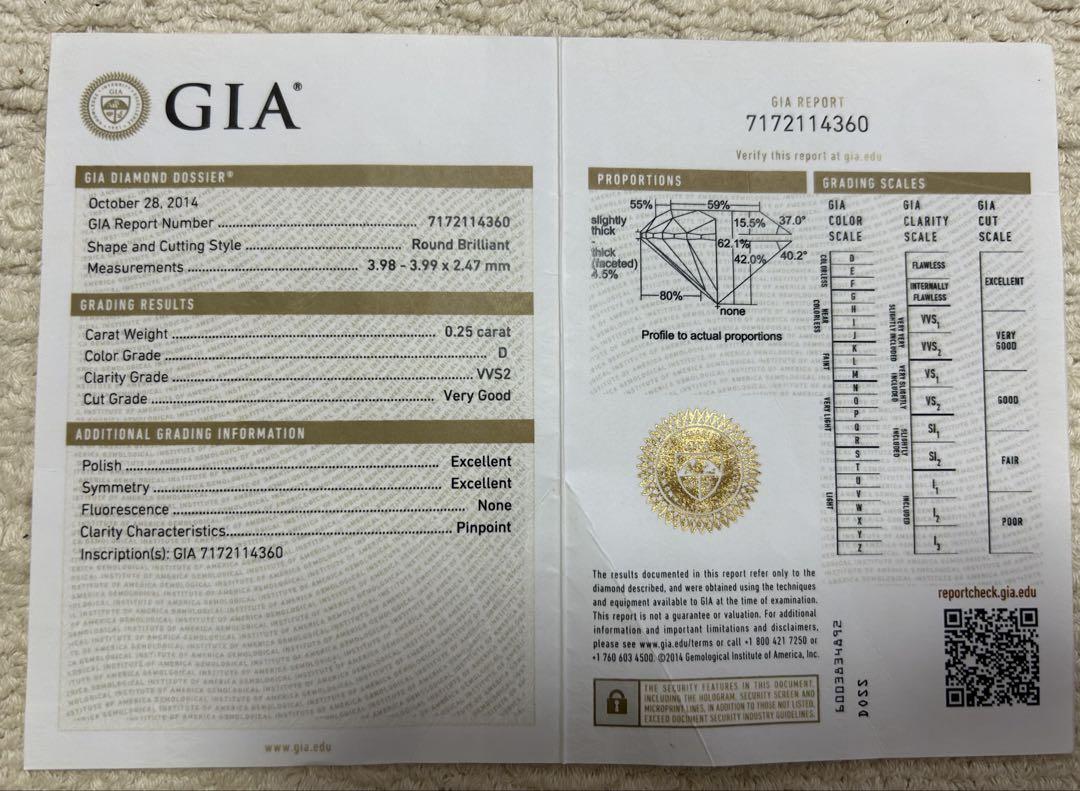 GIA®
GIA DIAMOND DOSSIER®
October 28, 2014
GIA Report Number 7172114360
Shape and Cutting Style Round Brilliant
Measurements 3.98 - 3.99 x 2.47 mm
GRADING RESULTS
Carat Weight 0.25 carat
Color Grade D
Clarity Grade VVS2
Cut Grade Very Good
ADDITIONAL GRADING INFORMATION
Polish Excellent
Symmetry Excellent
Fluorescence None
Clarity Characteristics Pinpoint
Inscription(s): GIA 7172114360
www.gia.edu
GIA REPORT
7172114360
Verify this report at gia.edu
PROPORTIONS
55%
59%
slightly
thick
-
thick
(faceted)
4.5%
15.5%
37.0°
62.1%
42.0%
40.2°
80%
none
Profile to actual proportions
GRADING SCALES
GIA
COLOR
SCALE
COLORLESS
D
E
F
NEAR COLORLESS
G
H
I
J
FAINT
K
L
M
VERY LIGHT
N
O
P
Q
R
LIGHT
S
T
U
V
W
X
Y
Z
GIA
CLARITY
SCALE
FLAWLESS
INTERNALLY
FLAWLESS
VERY VERY
SLIGHTLY INCLUDED
VVS1
VVS2
VERY SLIGHTLY
INCLUDED
VS1
VS2
SLIGHTLY
INCLUDED
SI1
SI2
INCLUDED
I1
I2
I3
GIA
CUT
SCALE
EXCELLENT
VERY
GOOD
GOOD
FAIR
POOR
The results documented in this report refer only to the
diamond described, and were obtained using the techniques
and equipment available to GIA at the time of examination.
This report is not a guarantee or valuation. For additional
information and important limitations and disclaimers,
please see www.gia.edu/terms or call +1 800 421 7250 or
+1 760 603 4500. ©2014 Gemological Institute of America, Inc.
THE SECURITY FEATURES IN THIS DOCUMENT,
INCLUDING THE HOLOGRAM, SECURITY SCREEN AND
MICROPRINT LINES, IN ADDITION TO THOSE NOT LISTED,
EXCEED DOCUMENT SECURITY INDUSTRY GUIDELINES.
reportcheck.gia.edu